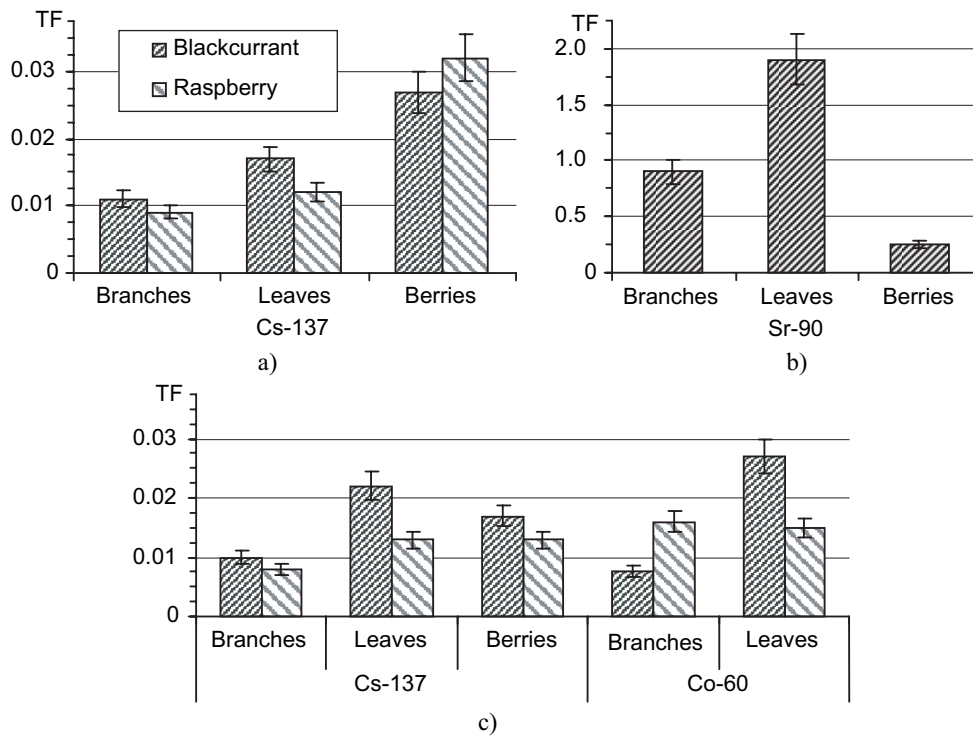 TF
Blackcurrant
Raspberry
0.03
0.02
0.01
0
Branches Leaves Berries
Cs-137
a)
TF
2.0
1.5
1.0
0.5
0
Branches Leaves Berries
Sr-90
b)
TF
0.03
0.02
0.01
0
Branches Leaves Berries Branches Leaves
Cs-137 Co-60
c)